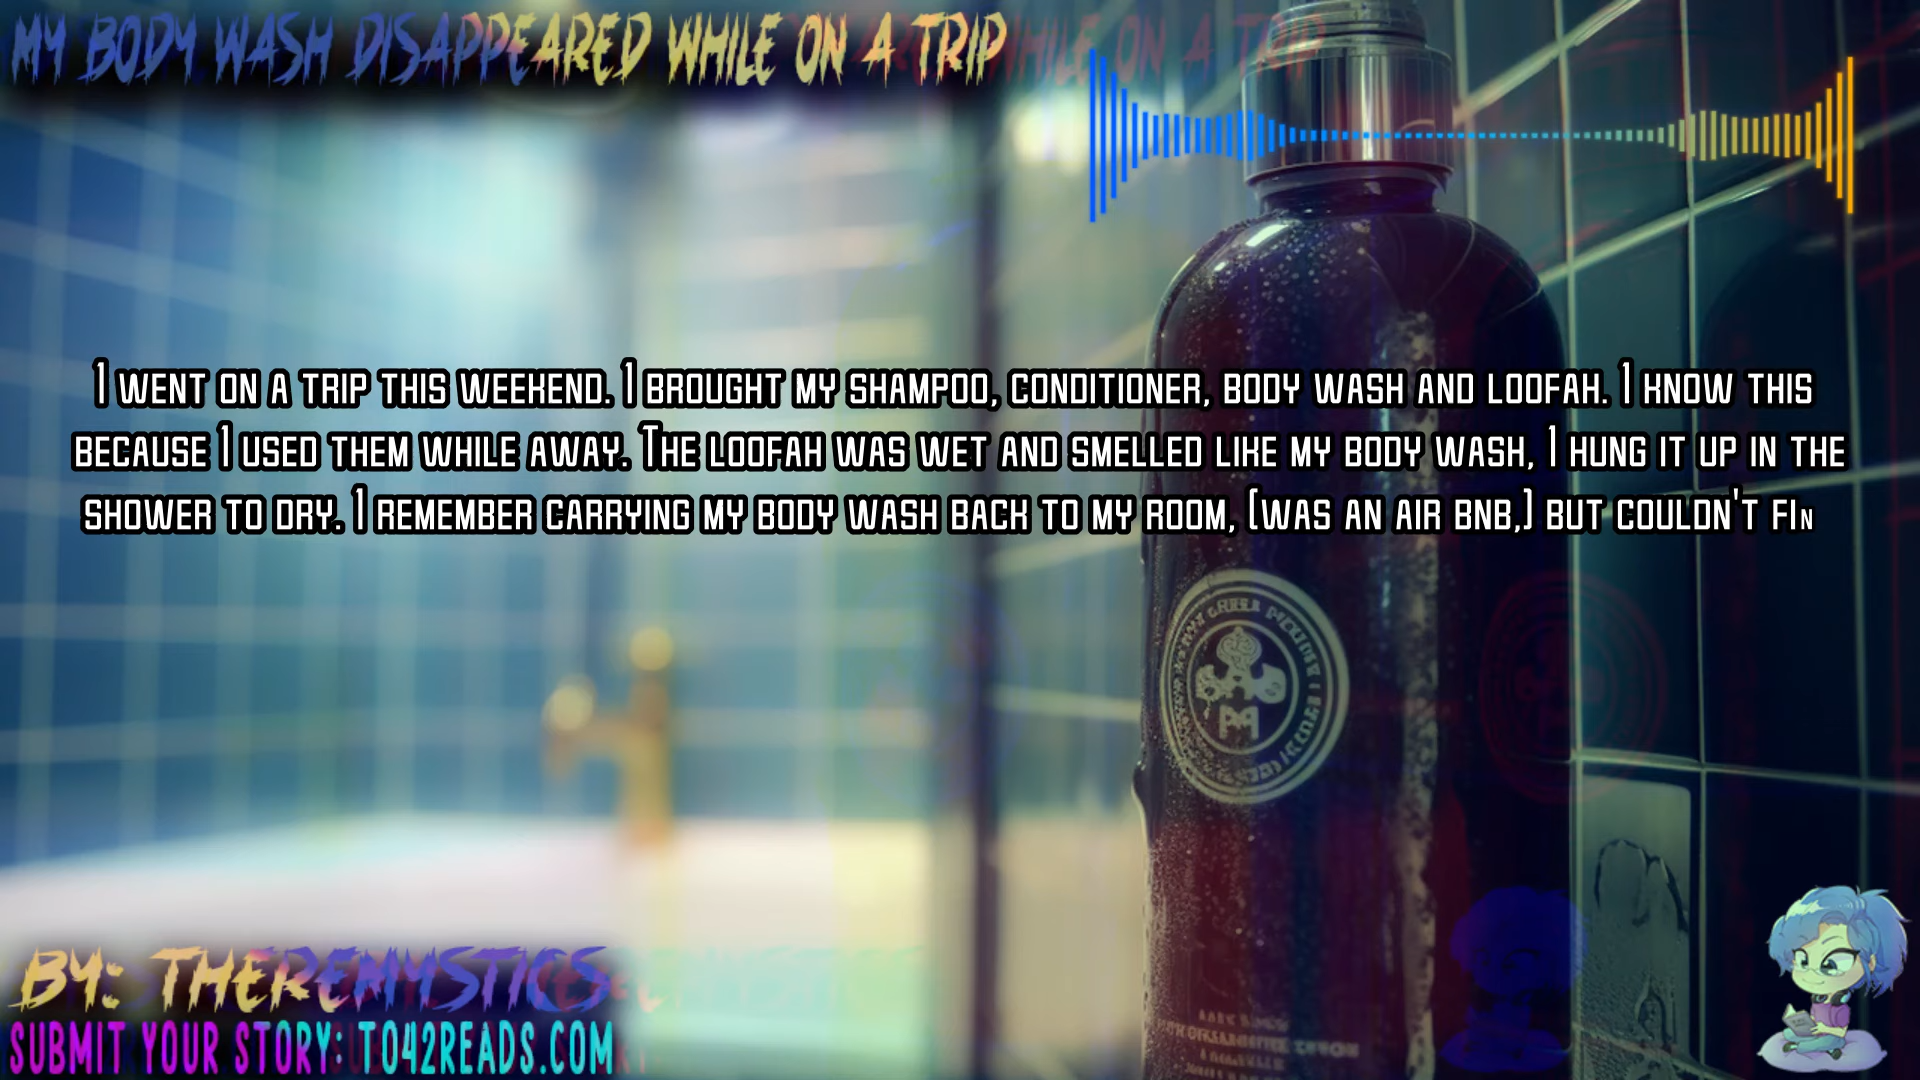 MY BODY WASH DISAPPEARED WHILE ON A TRIP
I WENT ON A TRIP THIS WEEKEND. I BROUGHT MY SHAMPOO, CONDITIONER, BODY WASH AND LOOFAH. I KNOW THIS
BECAUSE I USED THEM WHILE AWAY. THE LOOFAH WAS WET AND SMELLED LIKE MY BODY WASH, I HUNG IT UP IN THE
SHOWER TO DRY. I REMEMBER CARRYING MY BODY WASH BACK TO MY ROOM, (WAS AN AIR BNB,) BUT COULDN'T FIN
BY: THEREMYSTICS
SUBMIT YOUR STORY: TO42READS.COM